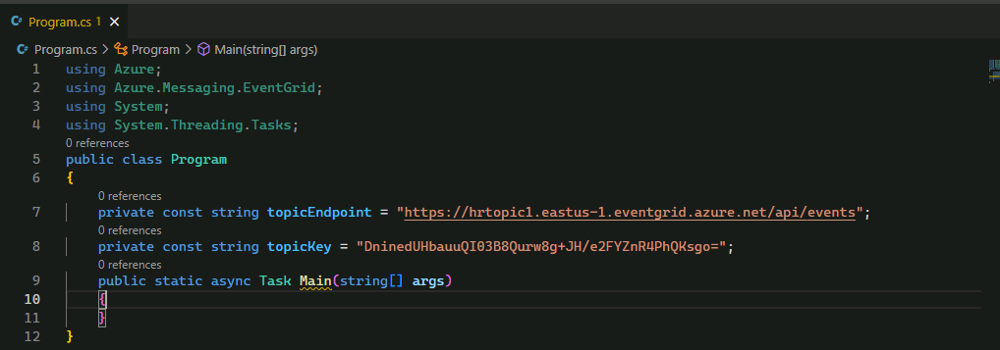 C# Program.cs 1 ×
C# Program.cs > Program > Main(string[] args)
1 using Azure;
2 using Azure.Messaging.EventGrid;
3 using System;
4 using System.Threading.Tasks;
0 references
5 public class Program
6 {
0 references
7 private const string topicEndpoint = "https://hrtopic1.eastus-1.eventgrid.azure.net/api/events";
0 references
8 private const string topicKey = "DninedUHbauuQI03B8Qurw8g+JH/e2FYZnR4PhQKsgo=";
0 references
9 public static async Task Main(string[] args)
10 {
11 }
12 }